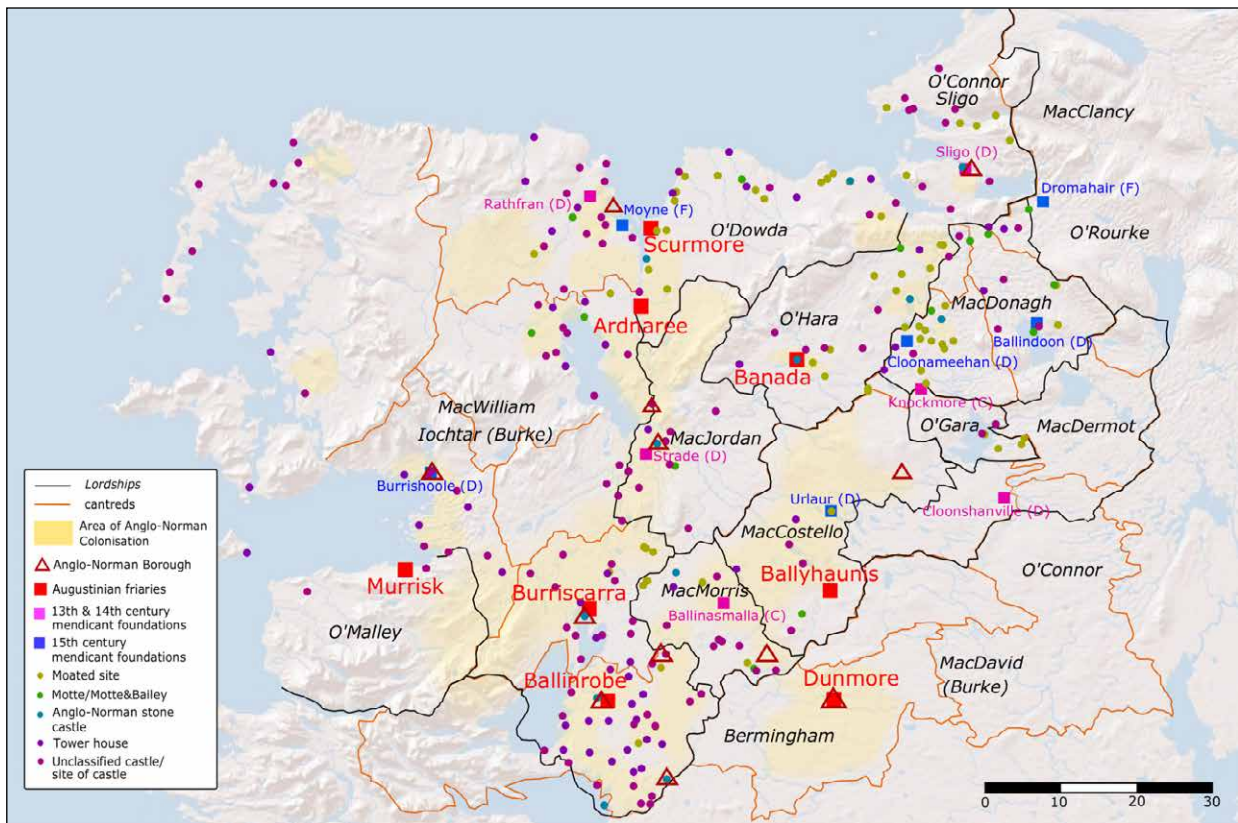 O'Connor
Sligo
MacClancy
Sligo (D)
Dromahair (F)
Rathfran (D)
Moyne (F)
O'Dowda
O'Rourke
Scurmore
MacDonagh
Ardnaree
O'Hara
Ballindoon (D)
Cloonameehan (D)
Banada
Knockmore (C)
MacWilliam
Iochtar (Burke)
O'Gara
MacDermot
MacJordan
Strade (D)
Burrishoole (D)
Urlaur (D)
Cloonshanville (D)
MacCostello
Murrisk
Ballyhaunis
O'Connor
Burriscarra
MacMorris
Ballinasmalla (C)
O'Malley
Ballinrobe
Dunmore
MacDavid
(Burke)
Bermingham
Lordships
cantreds
Area of Anglo-Norman
Colonisation
Anglo-Norman Borough
Augustinian friaries
13th & 14th century
mendicant foundations
15th century
mendicant foundations
Moated site
Motte/Motte&Bailey
Anglo-Norman stone
castle
Tower house
Unclassified castle/
site of castle
0 10 20 30